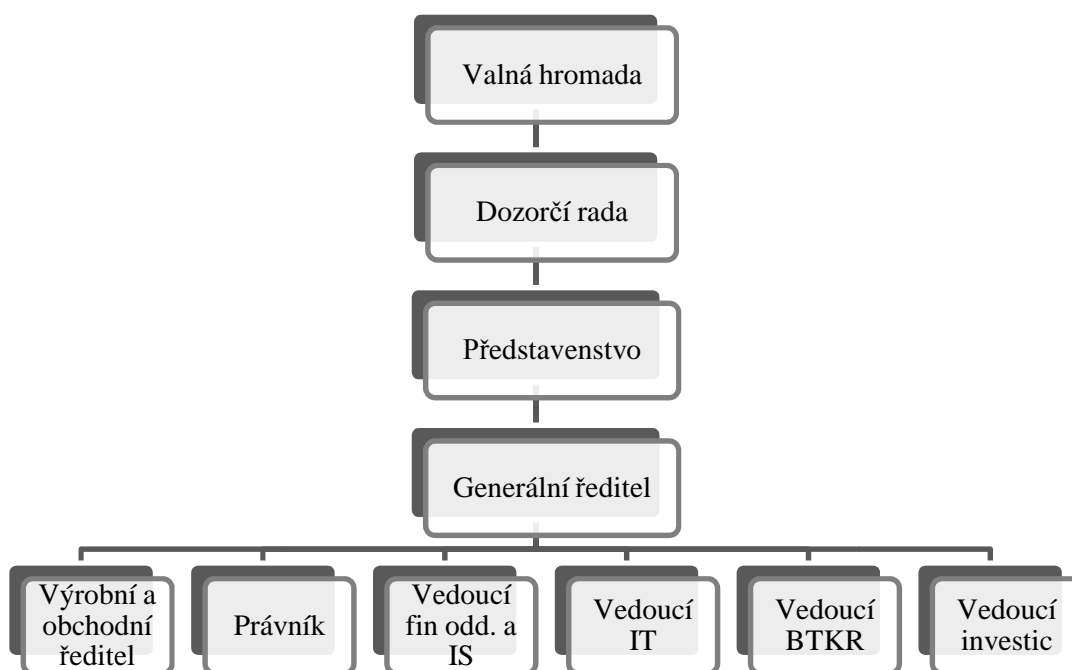 Valná hromada
Dozorčí rada
Představenstvo
Generální ředitel
Výrobní a
obchodní
ředitel
Právník
Vedoucí
fin odd. a
IS
Vedoucí
IT
Vedoucí
BTKR
Vedoucí
investic